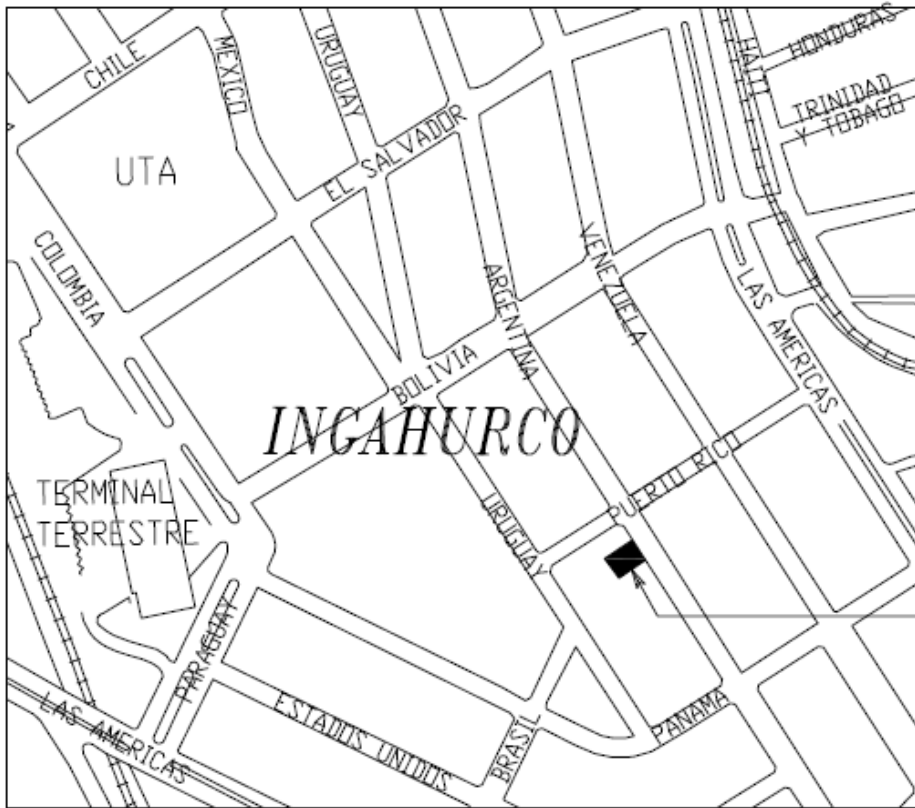 CHILE
MEXICO
URUGUAY
HAITI
HONDURAS
TRINIDAD
Y TOBAGO
EL SALVADOR
UTA
COLOMBIA
ARGENTINA
VENEZUELA
LAS AMERICAS
BOLIVIA
INGAHURCO
PUERTO RICO
TERMINAL
TERRESTRE
URUGUAY
PARAGUAY
LAS AMERICAS
ESTADOS UNIDOS
BRASIL
PANAMA